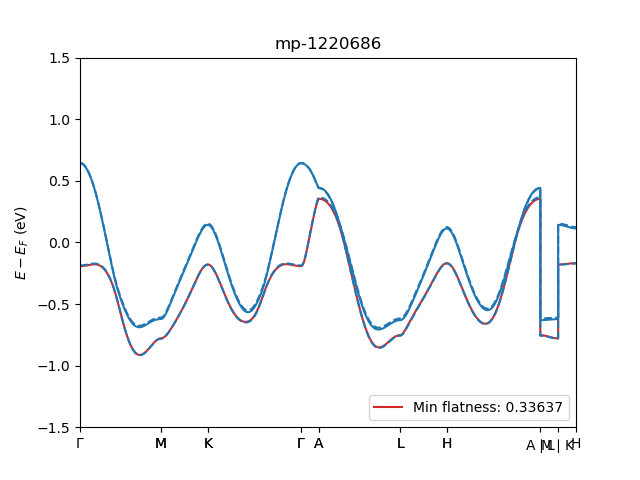 mp-1220686
1.5
1.0
0.5
0.0
−0.5
−1.0
−1.5
E − E_F (eV)
Min flatness: 0.33637
Γ M K Γ A L H A | M L | K H